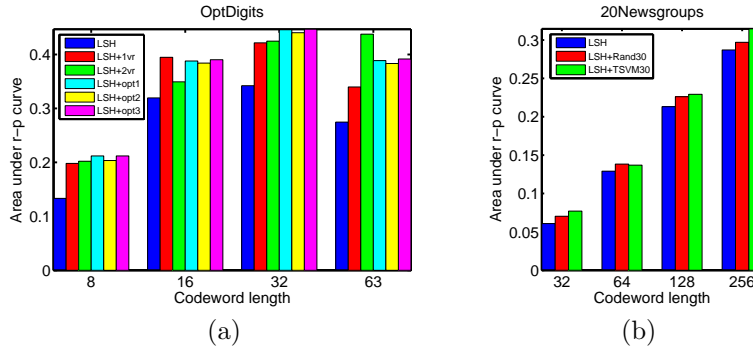 OptDigits
Area under r-p curve
0.4
0.3
0.2
0.1
0
LSH
LSH+1vr
LSH+2vr
LSH+opt1
LSH+opt2
LSH+opt3
8 16 32 63
Codeword length
(a)
20Newsgroups
Area under r-p curve
0.3
0.25
0.2
0.15
0.1
0.05
0
LSH
LSH+Rand30
LSH+TSVM30
32 64 128 256
Codeword length
(b)